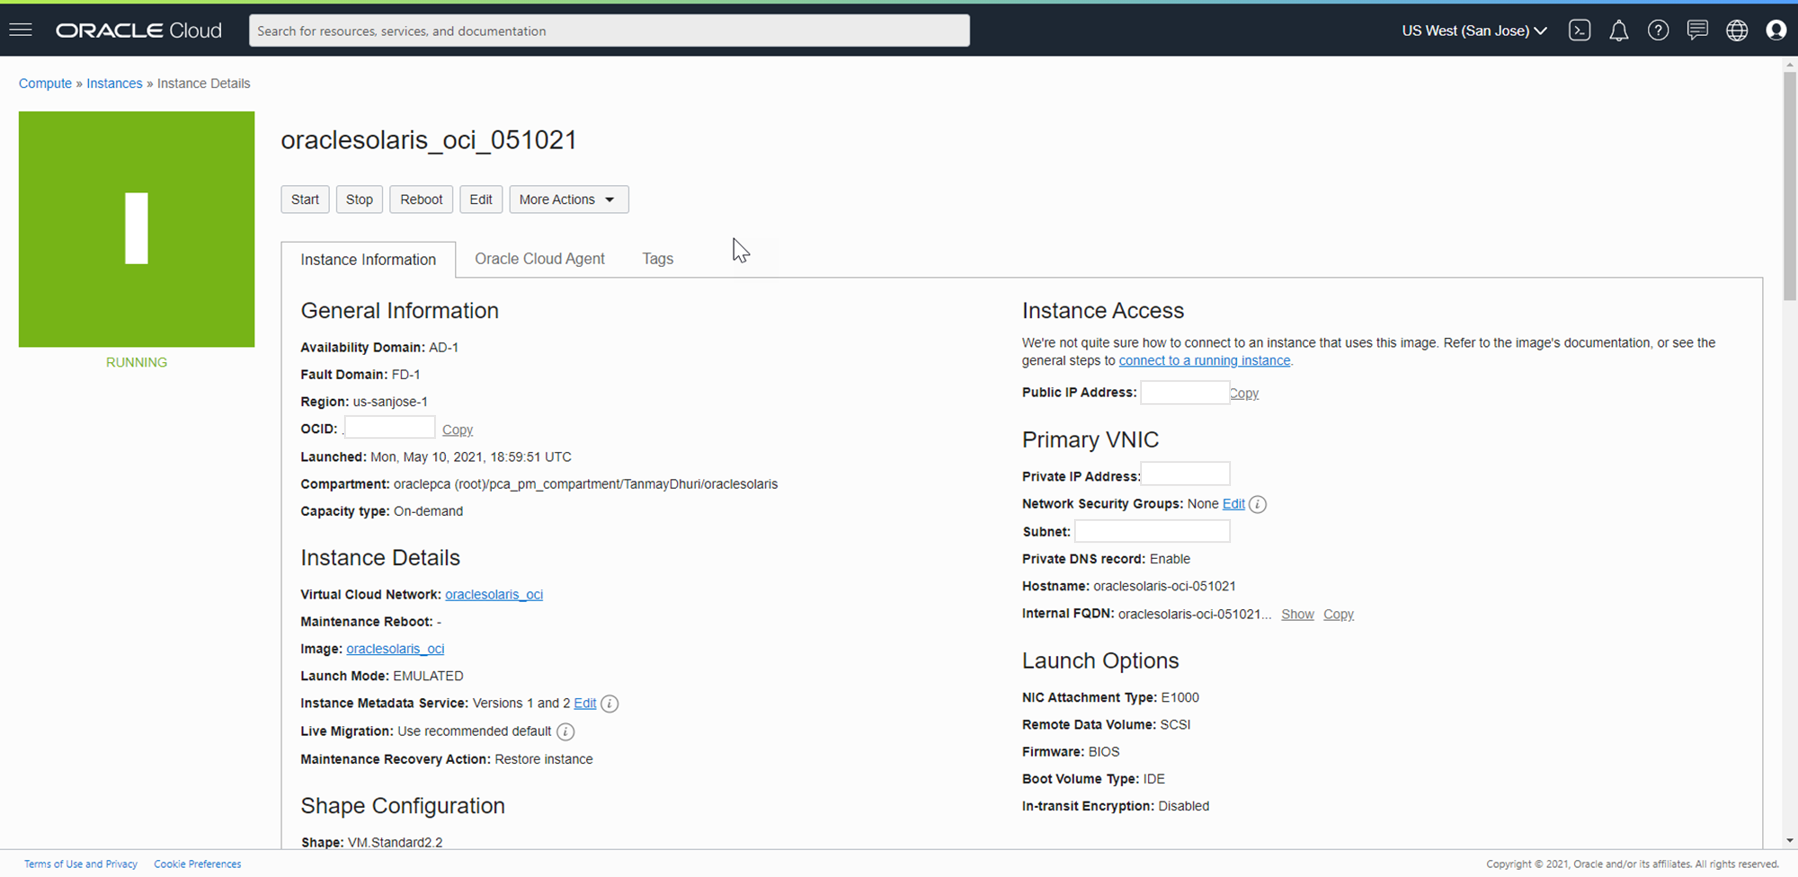 ORACLE Cloud
Search for resources, services, and documentation
US West (San Jose)
Compute » Instances » Instance Details
oraclesolaris_oci_051021
Start Stop Reboot Edit More Actions
RUNNING
Instance Information Oracle Cloud Agent Tags
General Information
Availability Domain: AD-1
Fault Domain: FD-1
Region: us-sanjose-1
OCID: . Copy
Launched: Mon, May 10, 2021, 18:59:51 UTC
Compartment: oraclepca (root)/pca_pm_compartment/TanmayDhuri/oraclesolaris
Capacity type: On-demand
Instance Details
Virtual Cloud Network: oraclesolaris_oci
Maintenance Reboot: -
Image: oraclesolaris_oci
Launch Mode: EMULATED
Instance Metadata Service: Versions 1 and 2 Edit i
Live Migration: Use recommended default i
Maintenance Recovery Action: Restore instance
Shape Configuration
Shape: VM.Standard2.2
Instance Access
We're not quite sure how to connect to an instance that uses this image. Refer to the image's documentation, or see the
general steps to connect to a running instance.
Public IP Address: Copy
Primary VNIC
Private IP Address:
Network Security Groups: None Edit i
Subnet:
Private DNS record: Enable
Hostname: oraclesolaris-oci-051021
Internal FQDN: oraclesolaris-oci-051021... Show Copy
Launch Options
NIC Attachment Type: E1000
Remote Data Volume: SCSI
Firmware: BIOS
Boot Volume Type: IDE
In-transit Encryption: Disabled
Terms of Use and Privacy Cookie Preferences
Copyright © 2021, Oracle and/or its affiliates. All rights reserved.